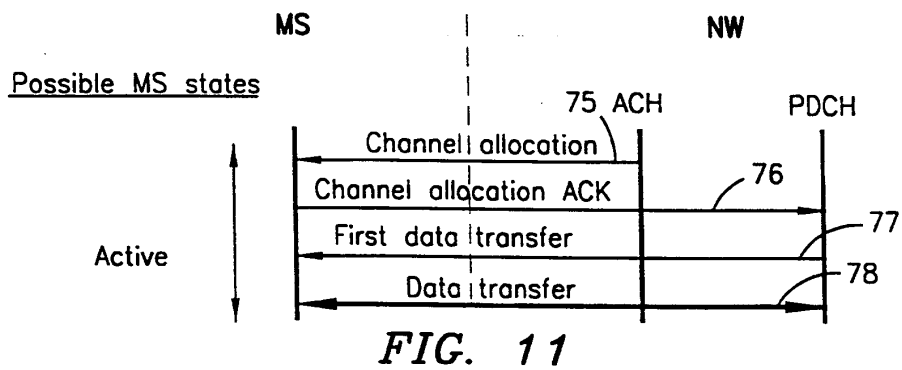 MS NW
Possible MS states
75 ACH PDCH
Channel allocation
Channel allocation ACK 76
First data transfer 77
Active
Data transfer 78
FIG. 11